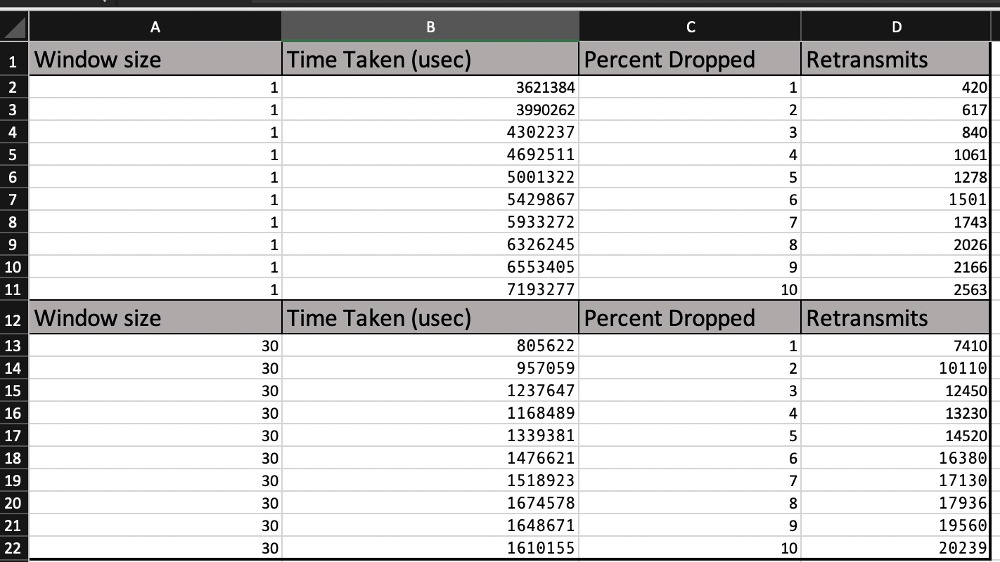 A B C D
1 Window size Time Taken (usec) Percent Dropped Retransmits
2 1 3621384 1 420
3 1 3990262 2 617
4 1 4302237 3 840
5 1 4692511 4 1061
6 1 5001322 5 1278
7 1 5429867 6 1501
8 1 5933272 7 1743
9 1 6326245 8 2026
10 1 6553405 9 2166
11 1 7193277 10 2563
12 Window size Time Taken (usec) Percent Dropped Retransmits
13 30 805622 1 7410
14 30 957059 2 10110
15 30 1237647 3 12450
16 30 1168489 4 13230
17 30 1339381 5 14520
18 30 1476621 6 16380
19 30 1518923 7 17130
20 30 1674578 8 17936
21 30 1648671 9 19560
22 30 1610155 10 20239